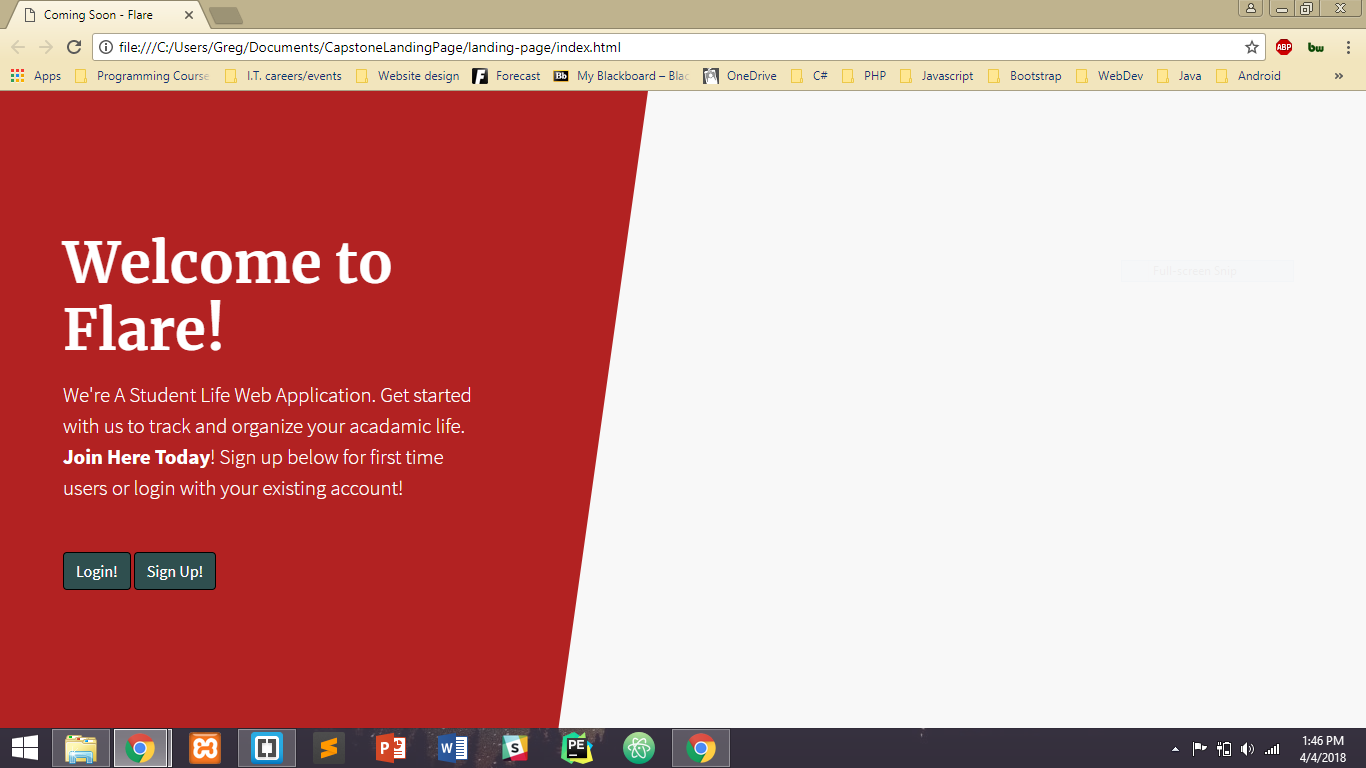 Coming Soon - Flare
file:///C:/Users/Greg/Documents/CapstoneLandingPage/landing-page/index.html
ABP
bw
Apps
Programming Course
I.T. careers/events
Website design
F
Forecast
Bb
My Blackboard – Blac
OneDrive
C#
PHP
Javascript
Bootstrap
WebDev
Java
Android
»
Full-screen Snip
Welcome to
Flare!
We're A Student Life Web Application. Get started
with us to track and organize your acadamic life.
Join Here Today! Sign up below for first time
users or login with your existing account!
Login! Sign Up!
1:46 PM
4/4/2018